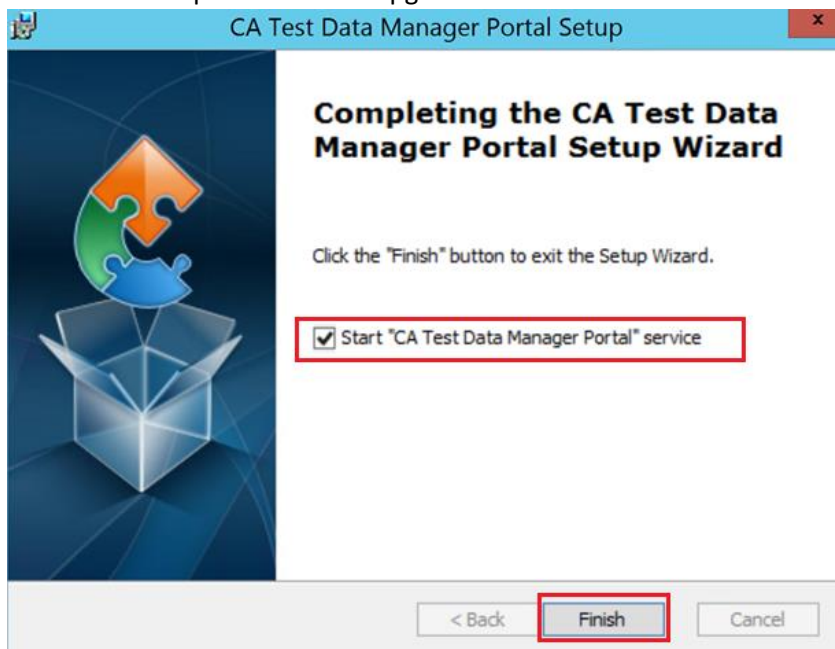 CA Test Data Manager Portal Setup
x
Completing the CA Test Data
Manager Portal Setup Wizard
Click the "Finish" button to exit the Setup Wizard.
Start "CA Test Data Manager Portal" service
< Back Finish Cancel